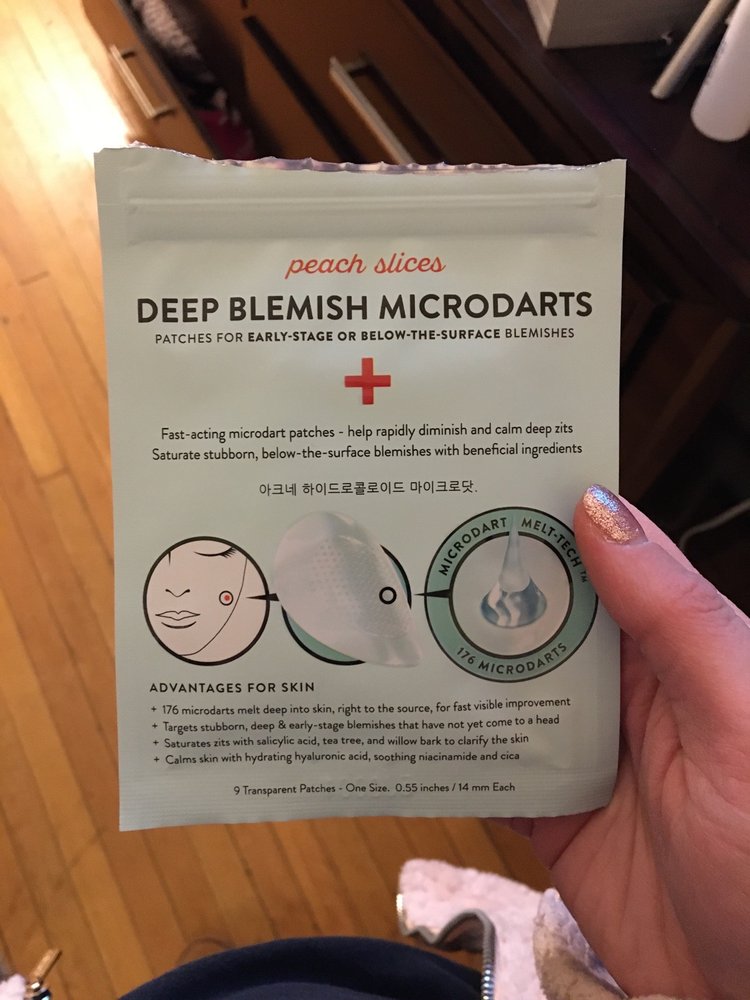 peach slices
DEEP BLEMISH MICRODARTS
PATCHES FOR EARLY-STAGE OR BELOW-THE-SURFACE BLEMISHES
Fast-acting microdart patches - help rapidly diminish and calm deep zits
Saturate stubborn, below-the-surface blemishes with beneficial ingredients
아크네 하이드로콜로이드 마이크로닷.
MICRODART MELT-TECH™
176 MICRODARTS
ADVANTAGES FOR SKIN
+ 176 microdarts melt deep into skin, right to the source, for fast visible improvement
+ Targets stubborn, deep & early-stage blemishes that have not yet come to a head
+ Saturates zits with salicylic acid, tea tree, and willow bark to clarify the skin
+ Calms skin with hydrating hyaluronic acid, soothing niacinamide and cica
9 Transparent Patches - One Size. 0.55 inches / 14 mm Each